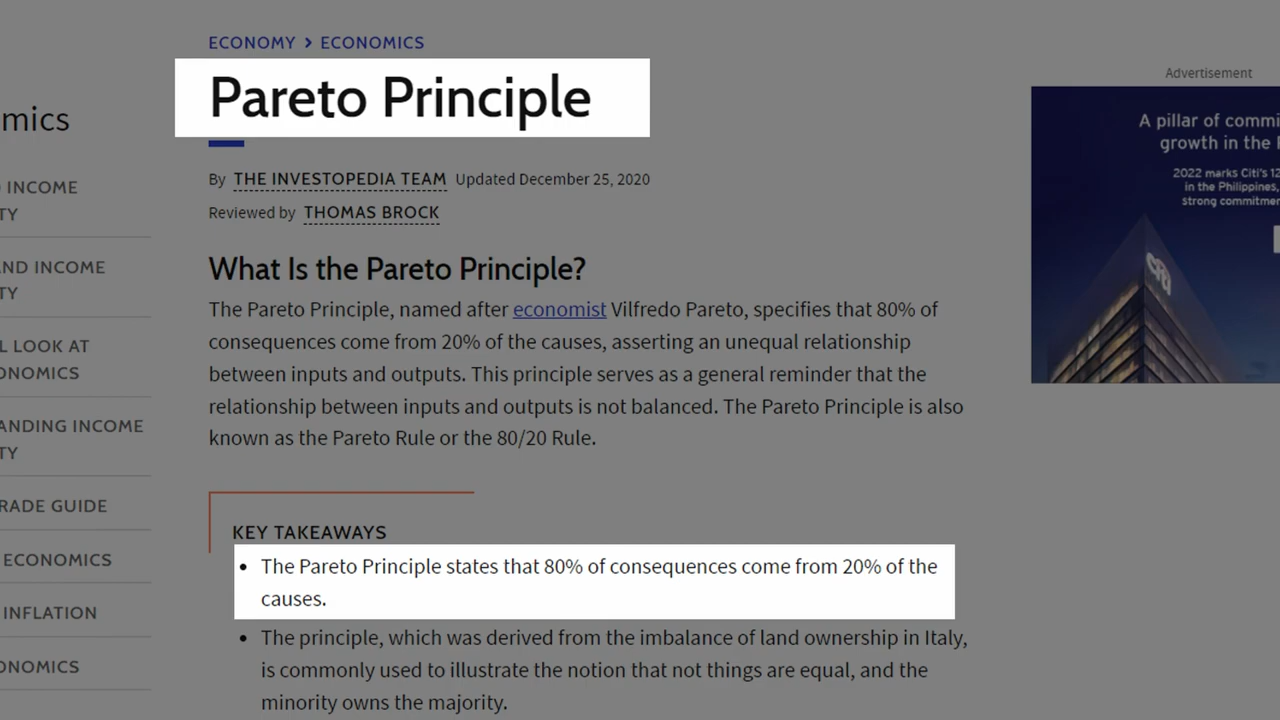 ECONOMY > ECONOMICS
Pareto Principle
Advertisement
mics
A pillar of commi
growth in the
By THE INVESTOPEDIA TEAM Updated December 25, 2020
2022 marks Citi's 12
in the Philippines,
strong commitmen
INCOME
TY
Reviewed by THOMAS BROCK
What Is the Pareto Principle?
citi
ND INCOME
TY
The Pareto Principle, named after economist Vilfredo Pareto, specifies that 80% of
consequences come from 20% of the causes, asserting an unequal relationship
between inputs and outputs. This principle serves as a general reminder that the
relationship between inputs and outputs is not balanced. The Pareto Principle is also
known as the Pareto Rule or the 80/20 Rule.
L LOOK AT
ONOMICS
ANDING INCOME
TY
RADE GUIDE
ECONOMICS
INFLATION
ONOMICS
KEY TAKEAWAYS
• The Pareto Principle states that 80% of consequences come from 20% of the
causes.
• The principle, which was derived from the imbalance of land ownership in Italy,
is commonly used to illustrate the notion that not things are equal, and the
minority owns the majority.